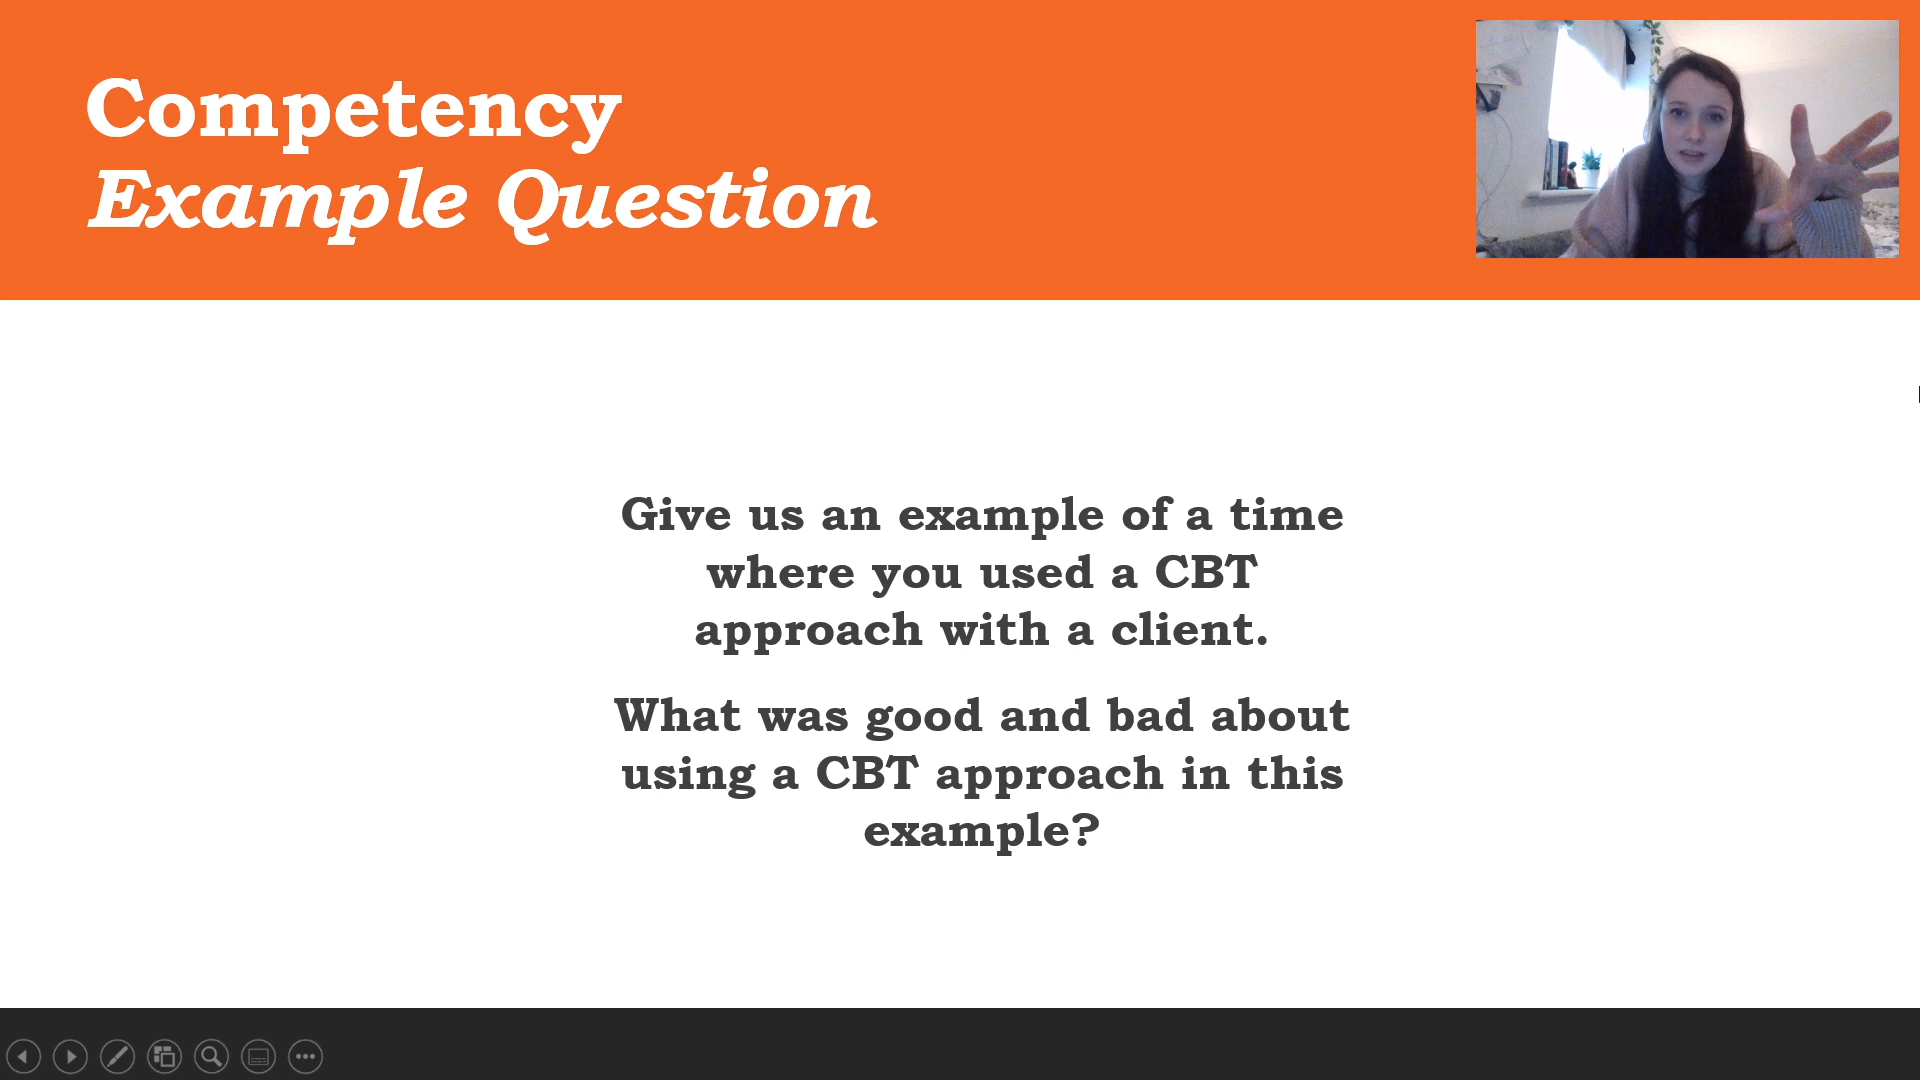 Competency
Example Question
Give us an example of a time
where you used a CBT
approach with a client.
What was good and bad about
using a CBT approach in this
example?